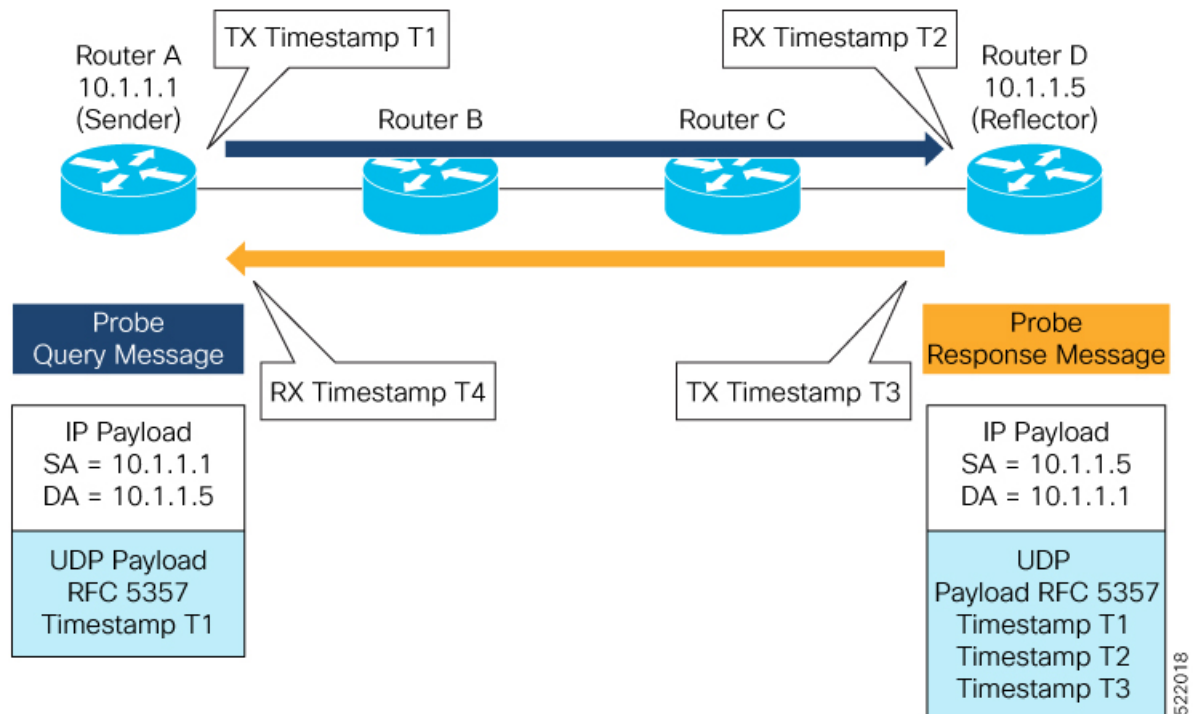 TX Timestamp T1
RX Timestamp T2
Router A
10.1.1.1
(Sender)
Router B
Router C
Router D
10.1.1.5
(Reflector)
Probe
Query Message
RX Timestamp T4
TX Timestamp T3
Probe
Response Message
IP Payload
SA = 10.1.1.1
DA = 10.1.1.5
UDP Payload
RFC 5357
Timestamp T1
IP Payload
SA = 10.1.1.5
DA = 10.1.1.1
UDP
Payload RFC 5357
Timestamp T1
Timestamp T2
Timestamp T3
522018